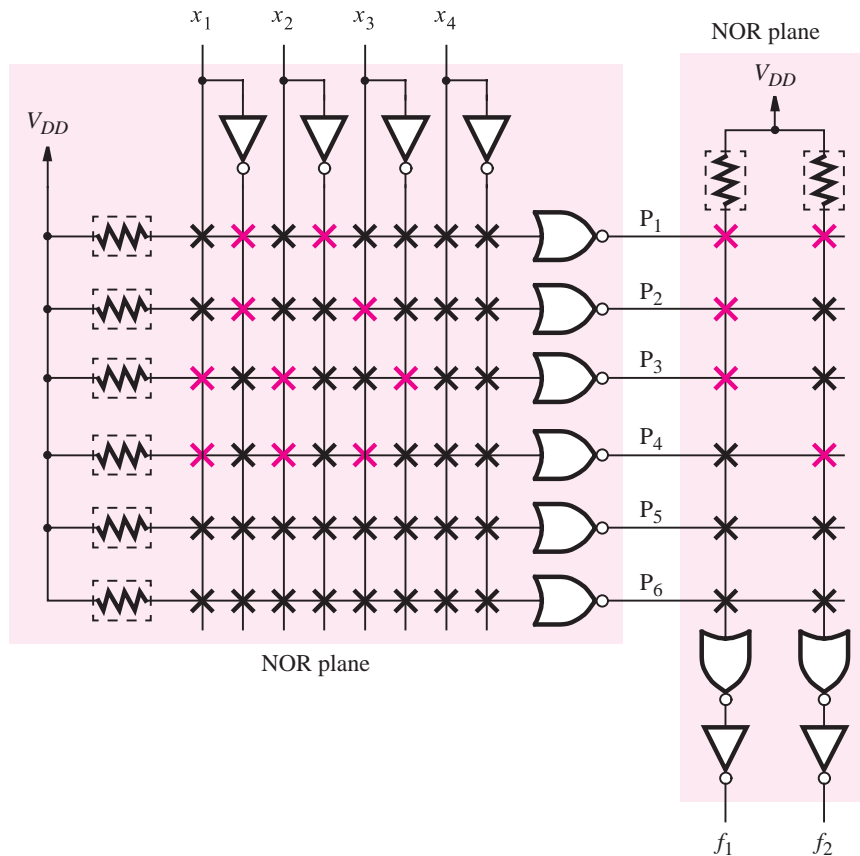 x1 x2 x3 x4
NOR plane
VDD
VDD
P1
P2
P3
P4
P5
P6
NOR plane
f1 f2